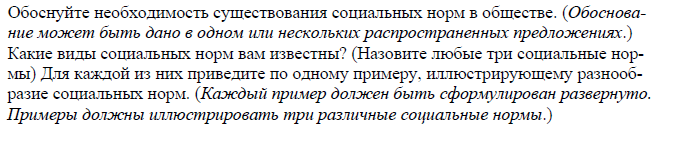 Обоснуйте необходимость существования социальных норм в обществе. (Обоснова-
ние может быть дано в одном или нескольких распространенных предложениях.)
Какие виды социальных норм вам известны? (Назовите любые три социальные нор-
мы) Для каждой из них приведите по одному примеру, иллюстрирующему разнооб-
разие социальных норм. (Каждый пример должен быть сформулирован развернуто.
Примеры должны иллюстрировать три различные социальные нормы.)